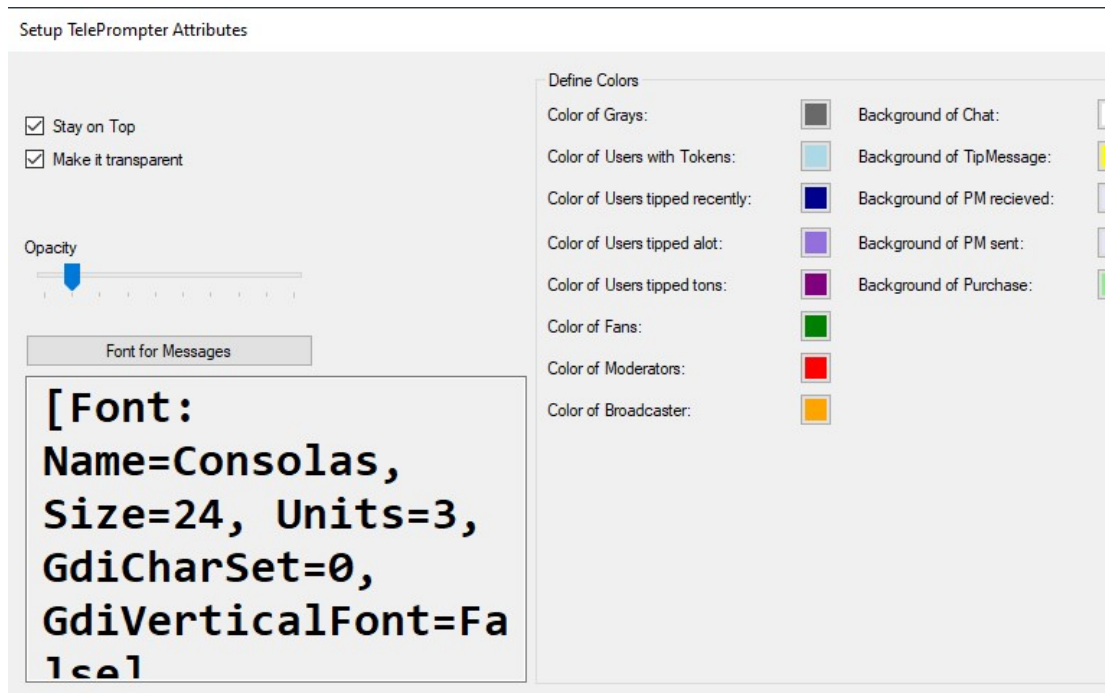 Setup TelePrompter Attributes
Stay on Top
Make it transparent
Opacity
Font for Messages
[Font:
Name=Consolas,
Size=24, Units=3,
GdiCharSet=0,
GdiVerticalFont=Fa
lse]
Define Colors
Color of Grays:
Background of Chat:
Color of Users with Tokens:
Background of TipMessage:
Color of Users tipped recently:
Background of PM recieved:
Color of Users tipped alot:
Background of PM sent:
Color of Users tipped tons:
Background of Purchase:
Color of Fans:
Color of Moderators:
Color of Broadcaster: